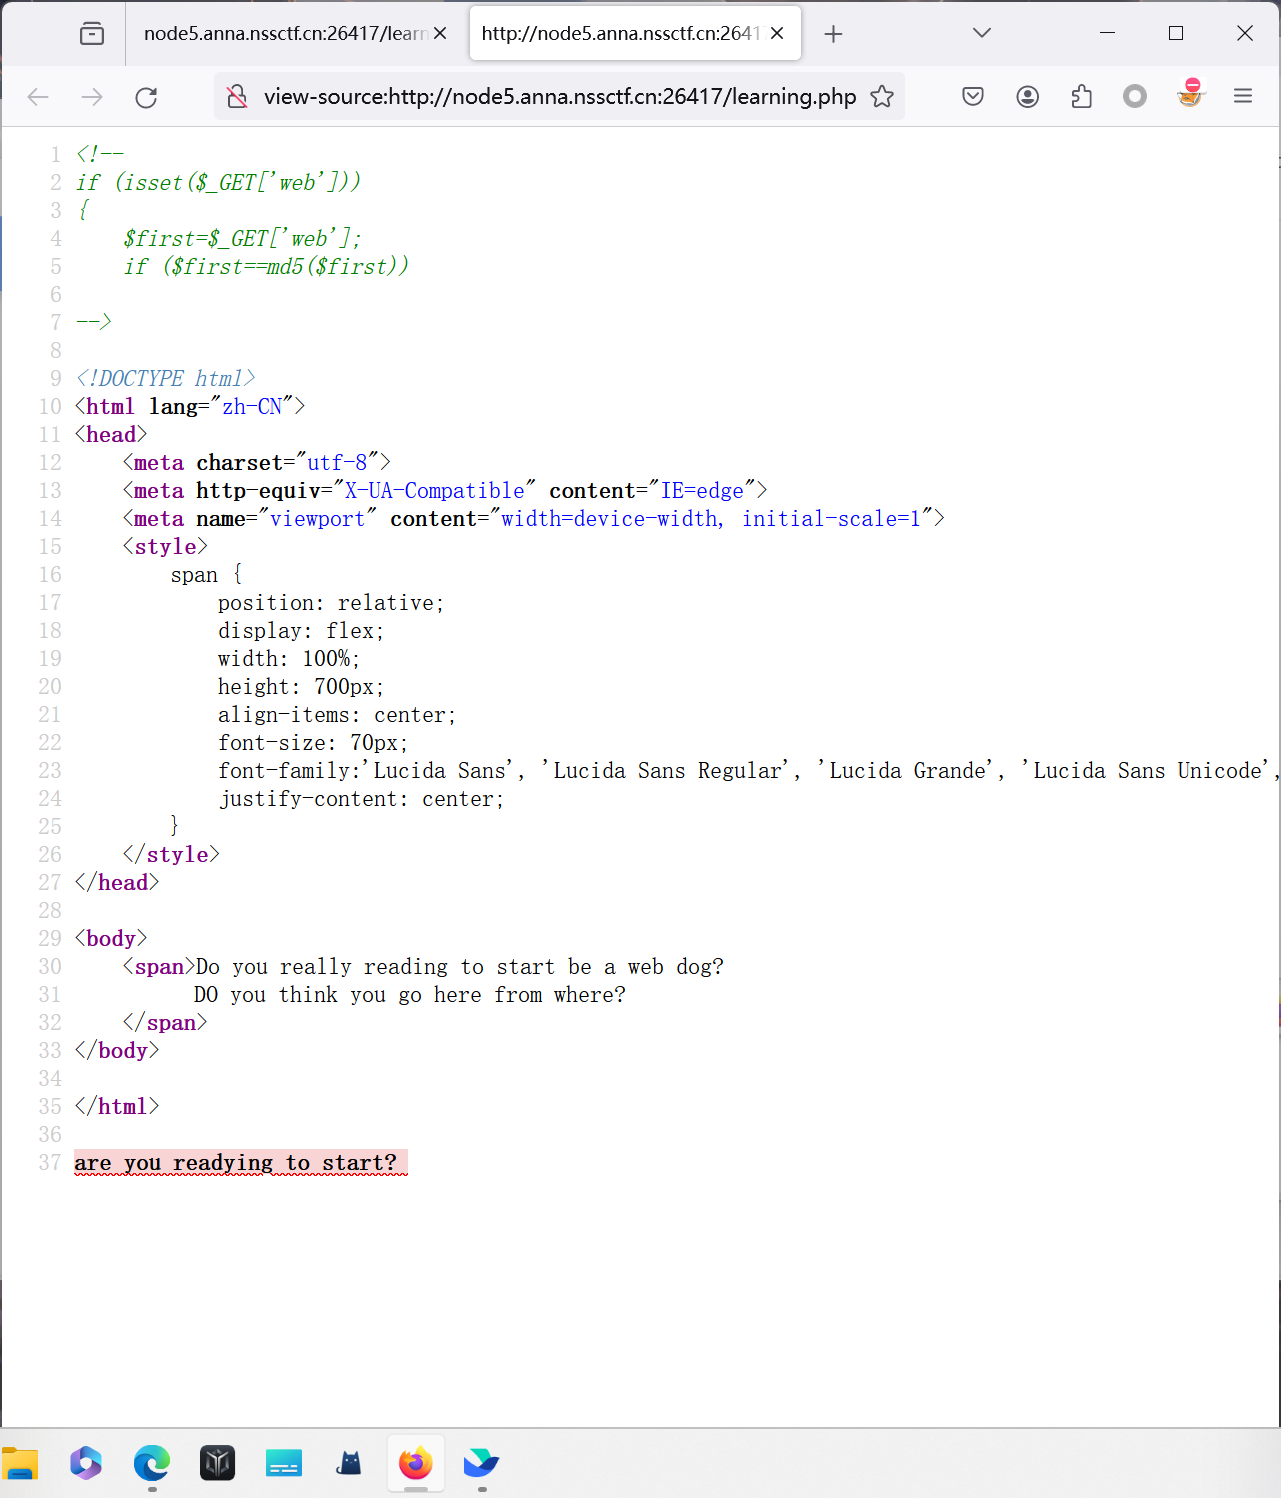 node5.anna.nssctf.cn:26417/learn
http://node5.anna.nssctf.cn:2641
view-source:http://node5.anna.nssctf.cn:26417/learning.php
1 <!--
2 if (isset($_GET['web']))
3 {
4     $first=$_GET['web'];
5     if ($first==md5($first))
6
7 -->
8
9 <!DOCTYPE html>
10 <html lang="zh-CN">
11 <head>
12     <meta charset="utf-8">
13     <meta http-equiv="X-UA-Compatible" content="IE=edge">
14     <meta name="viewport" content="width=device-width, initial-scale=1">
15     <style>
16         span {
17             position: relative;
18             display: flex;
19             width: 100%;
20             height: 700px;
21             align-items: center;
22             font-size: 70px;
23             font-family:'Lucida Sans', 'Lucida Sans Regular', 'Lucida Grande', 'Lucida Sans Unicode',
24             justify-content: center;
25         }
26     </style>
27 </head>
28
29 <body>
30     <span>Do you really reading to start be a web dog?
31           DO you think you go here from where?
32     </span>
33 </body>
34
35 </html>
36
37 are you readying to start?